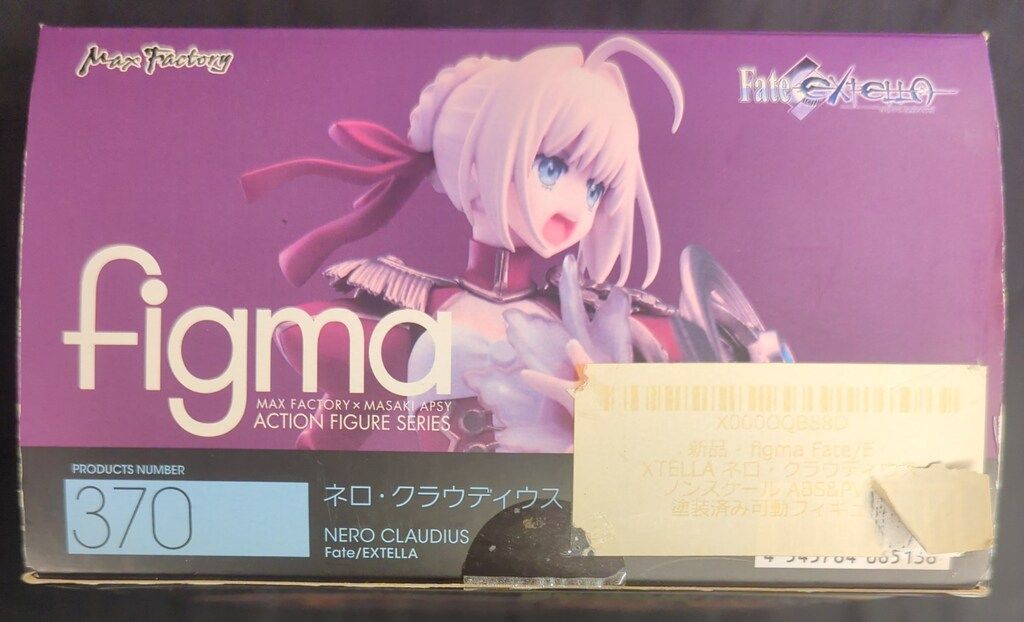 Max Factory
Fate/EXTELLA
figma
MAX FACTORY × MASAKI APSY
ACTION FIGURE SERIES
PRODUCTS NUMBER
370
ネロ・クラウディウス
NERO CLAUDIUS
Fate/EXTELLA
新品 - figma Fate/E
XTELLA ネロ・クラウディウ
ノンスケール ABS&PV
塗装済み可動フィギュ